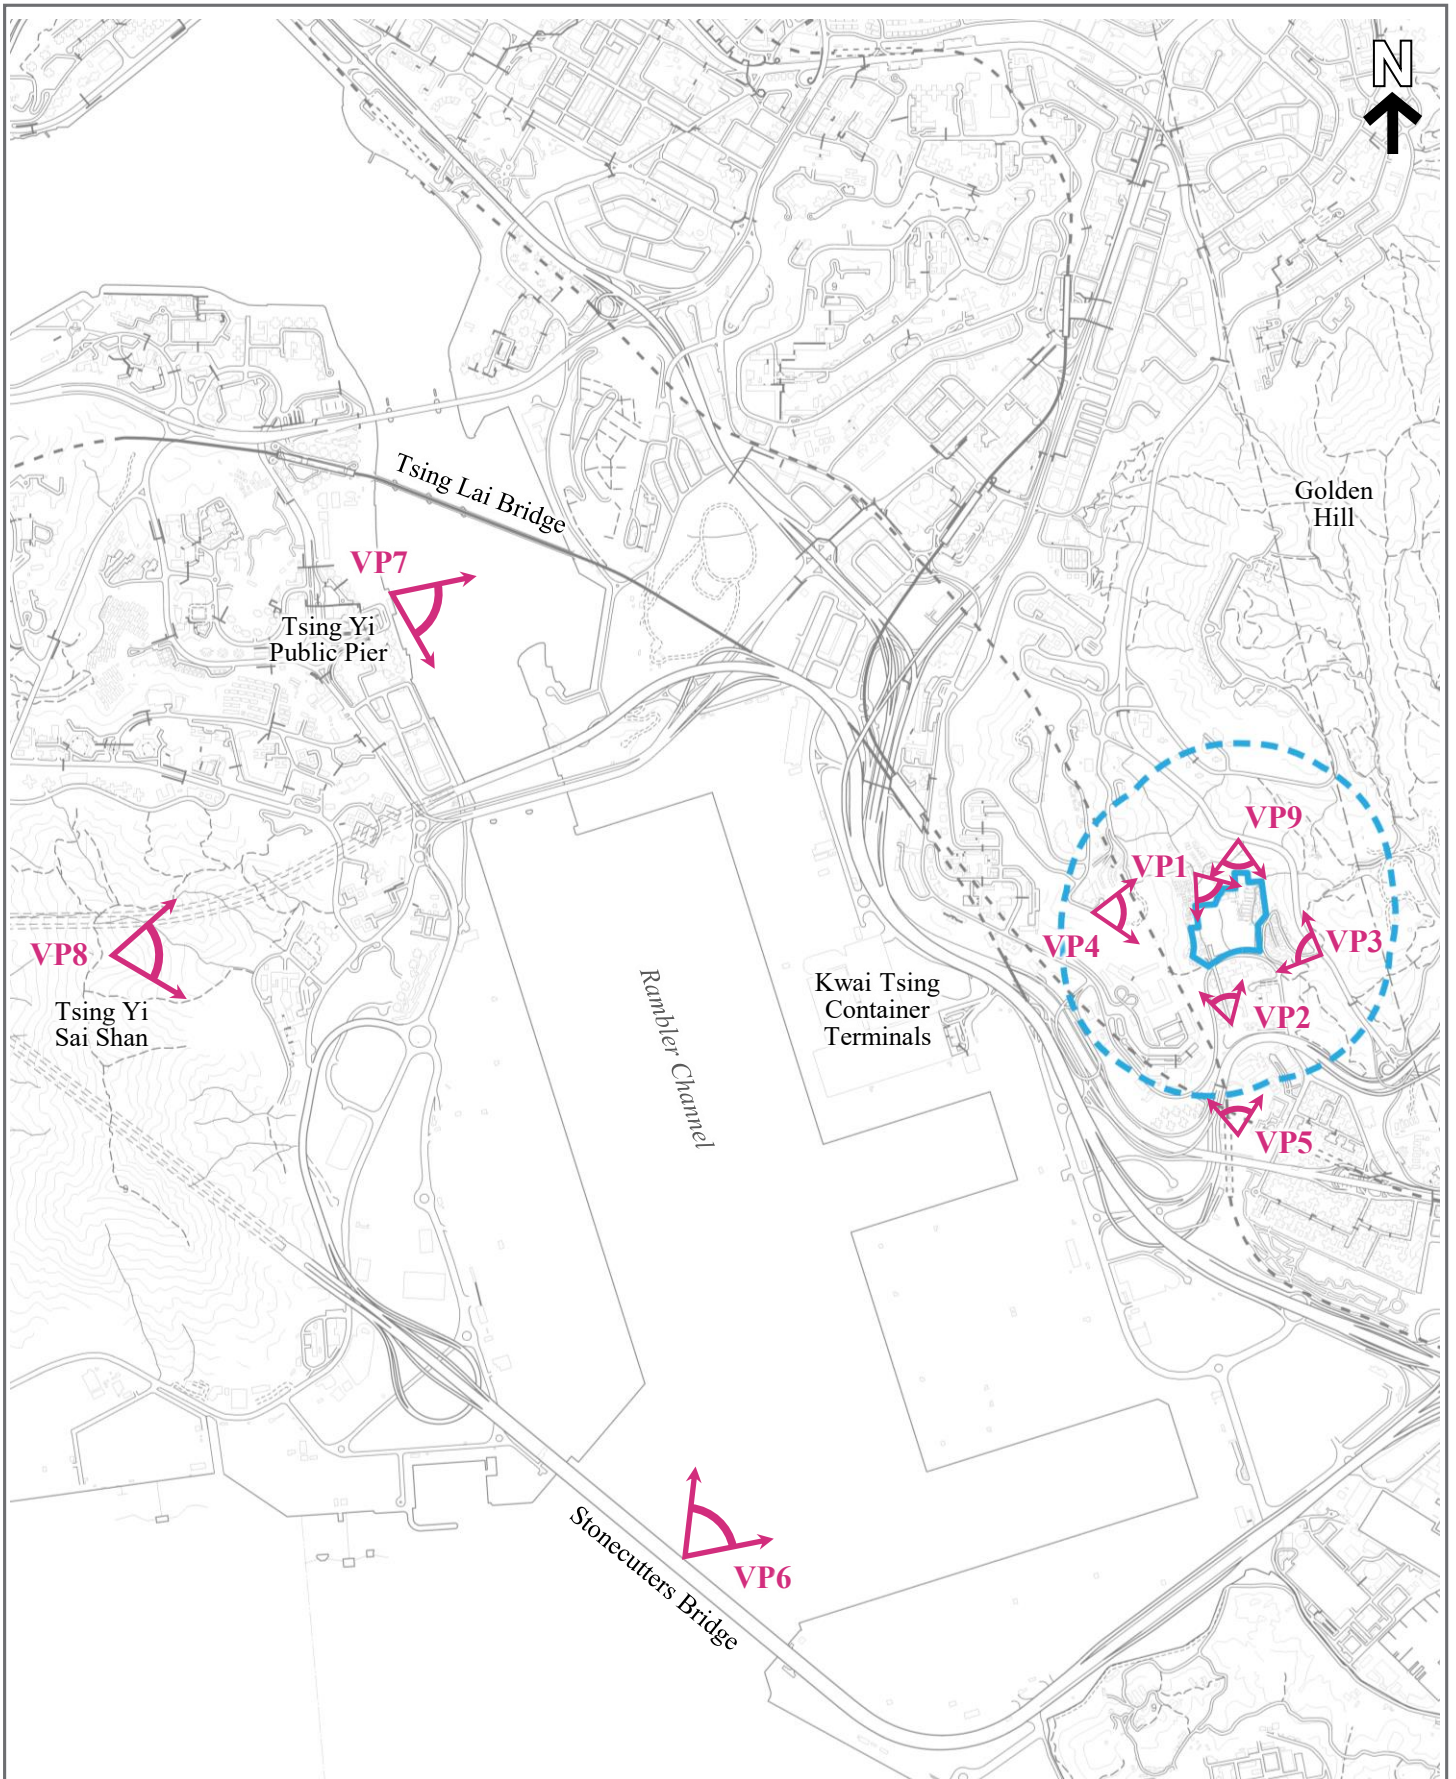 N
Golden
Hill
Tsing Lai Bridge
VP7
Tsing Yi
Public Pier
VP9
VP1
VP4
VP3
VP8
Kwai Tsing
Container
Terminals
Rambler Channel
Tsing Yi
Sai Shan
VP2
VP5
Stonecutters Bridge
VP6